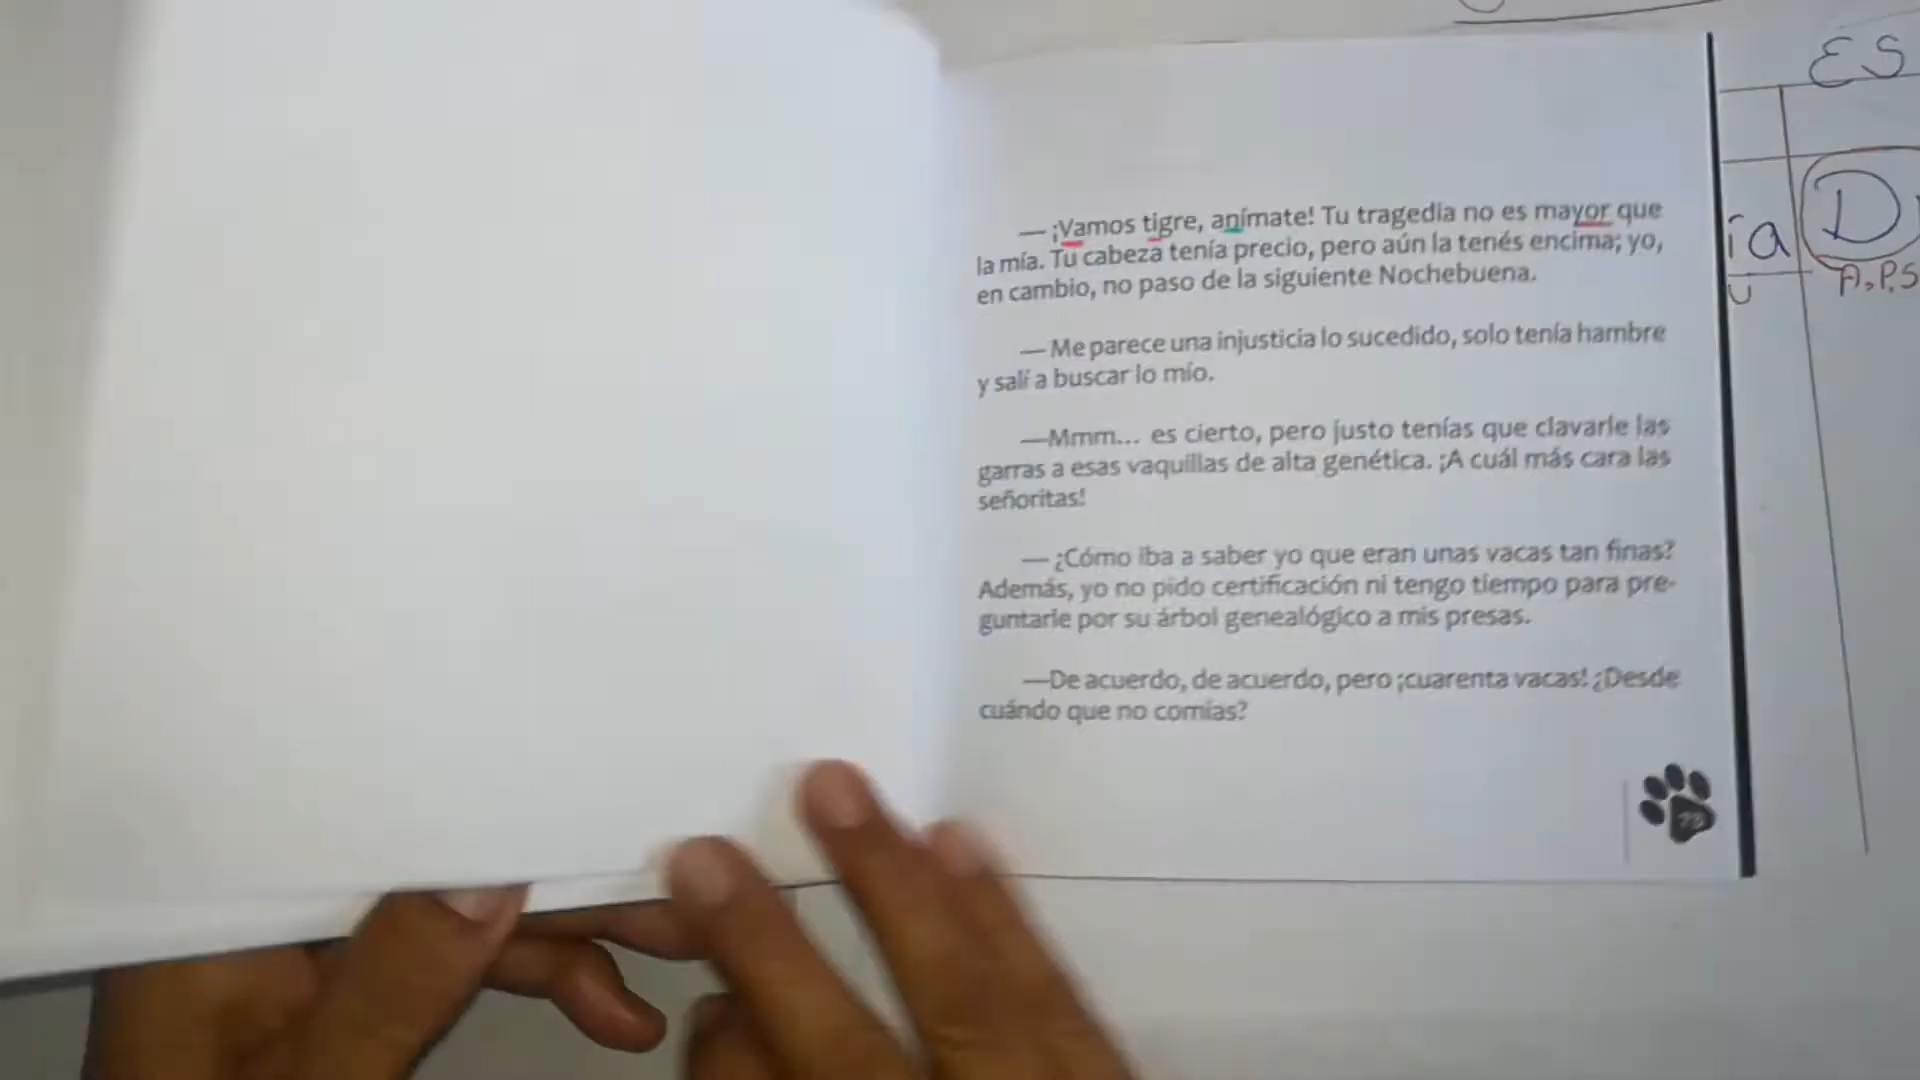 — ¡Vamos tigre, anímate! Tu tragedia no es mayor que
la mía. Tu cabeza tenía precio, pero aún la tenés encima; yo,
en cambio, no paso de la siguiente Nochebuena.
— Me parece una injusticia lo sucedido, solo tenía hambre
y salí a buscar lo mío.
—Mmm... es cierto, pero justo tenías que clavarle las
garras a esas vaquillas de alta genética. ¡A cuál más cara las
señoritas!
— ¿Cómo iba a saber yo que eran unas vacas tan finas?
Además, yo no pido certificación ni tengo tiempo para pre-
guntarle por su árbol genealógico a mis presas.
—De acuerdo, de acuerdo, pero ¡cuarenta vacas! ¿Desde
cuándo que no comías?
ES
ía
D
A,P,S